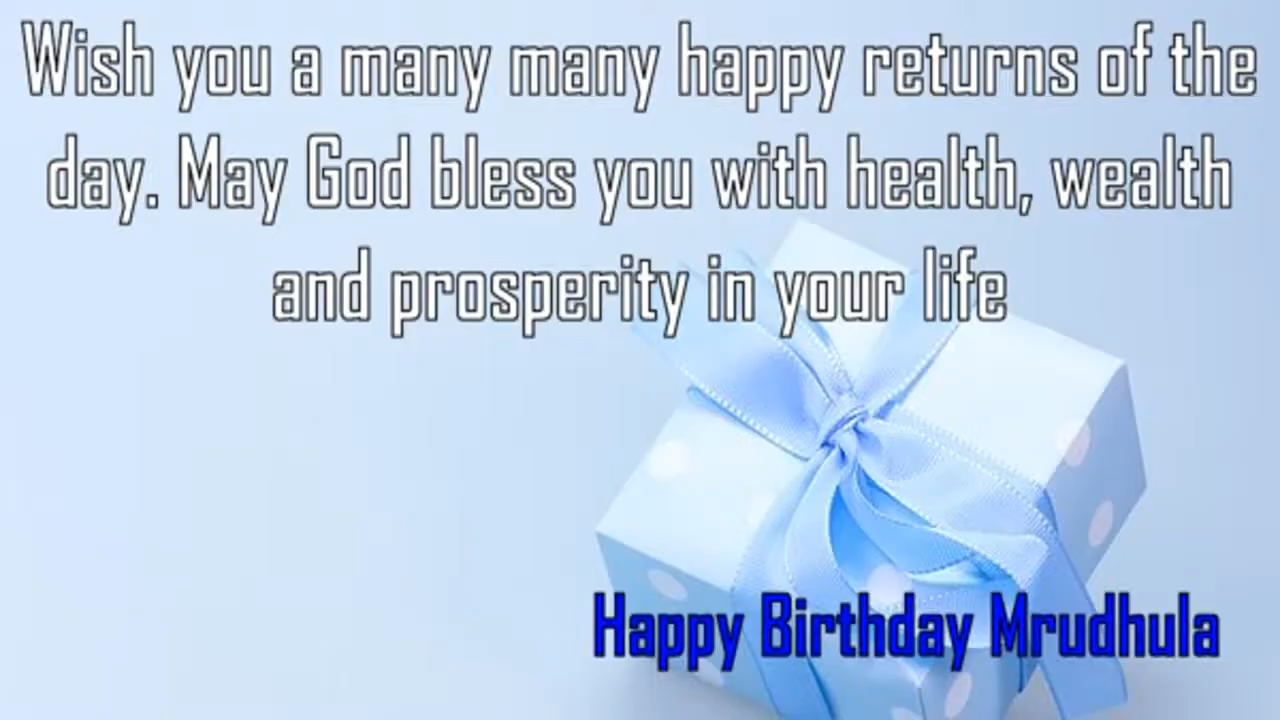 Wish you a many many happy returns of the
day. May God bless you with health, wealth
and prosperity in your life
Happy Birthday Mrudhula